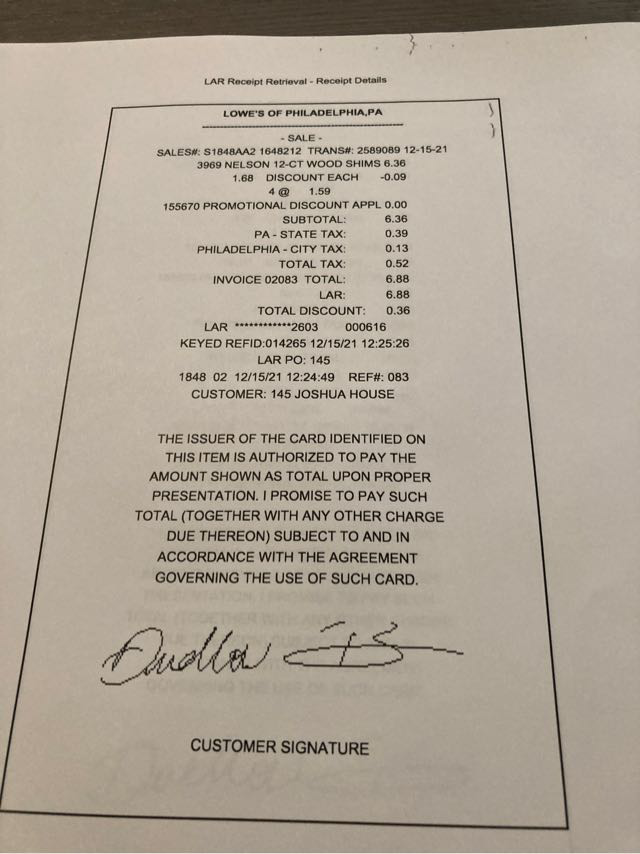 LAR Receipt Retrieval - Receipt Details
LOWE'S OF PHILADELPHIA,PA
- SALE -
SALES#: S1848AA2 1648212 TRANS#: 2589089 12-15-21
3969 NELSON 12-CT WOOD SHIMS 6.36
1.68 DISCOUNT EACH -0.09
4 @ 1.59
155670 PROMOTIONAL DISCOUNT APPL 0.00
SUBTOTAL: 6.36
PA - STATE TAX: 0.39
PHILADELPHIA - CITY TAX: 0.13
TOTAL TAX: 0.52
INVOICE 02083 TOTAL: 6.88
LAR: 6.88
TOTAL DISCOUNT: 0.36
LAR ************2603 000616
KEYED REFID:014265 12/15/21 12:25:26
LAR PO: 145
1848 02 12/15/21 12:24:49 REF#: 083
CUSTOMER: 145 JOSHUA HOUSE
THE ISSUER OF THE CARD IDENTIFIED ON
THIS ITEM IS AUTHORIZED TO PAY THE
AMOUNT SHOWN AS TOTAL UPON PROPER
PRESENTATION. I PROMISE TO PAY SUCH
TOTAL (TOGETHER WITH ANY OTHER CHARGE
DUE THEREON) SUBJECT TO AND IN
ACCORDANCE WITH THE AGREEMENT
GOVERNING THE USE OF SUCH CARD.
CUSTOMER SIGNATURE